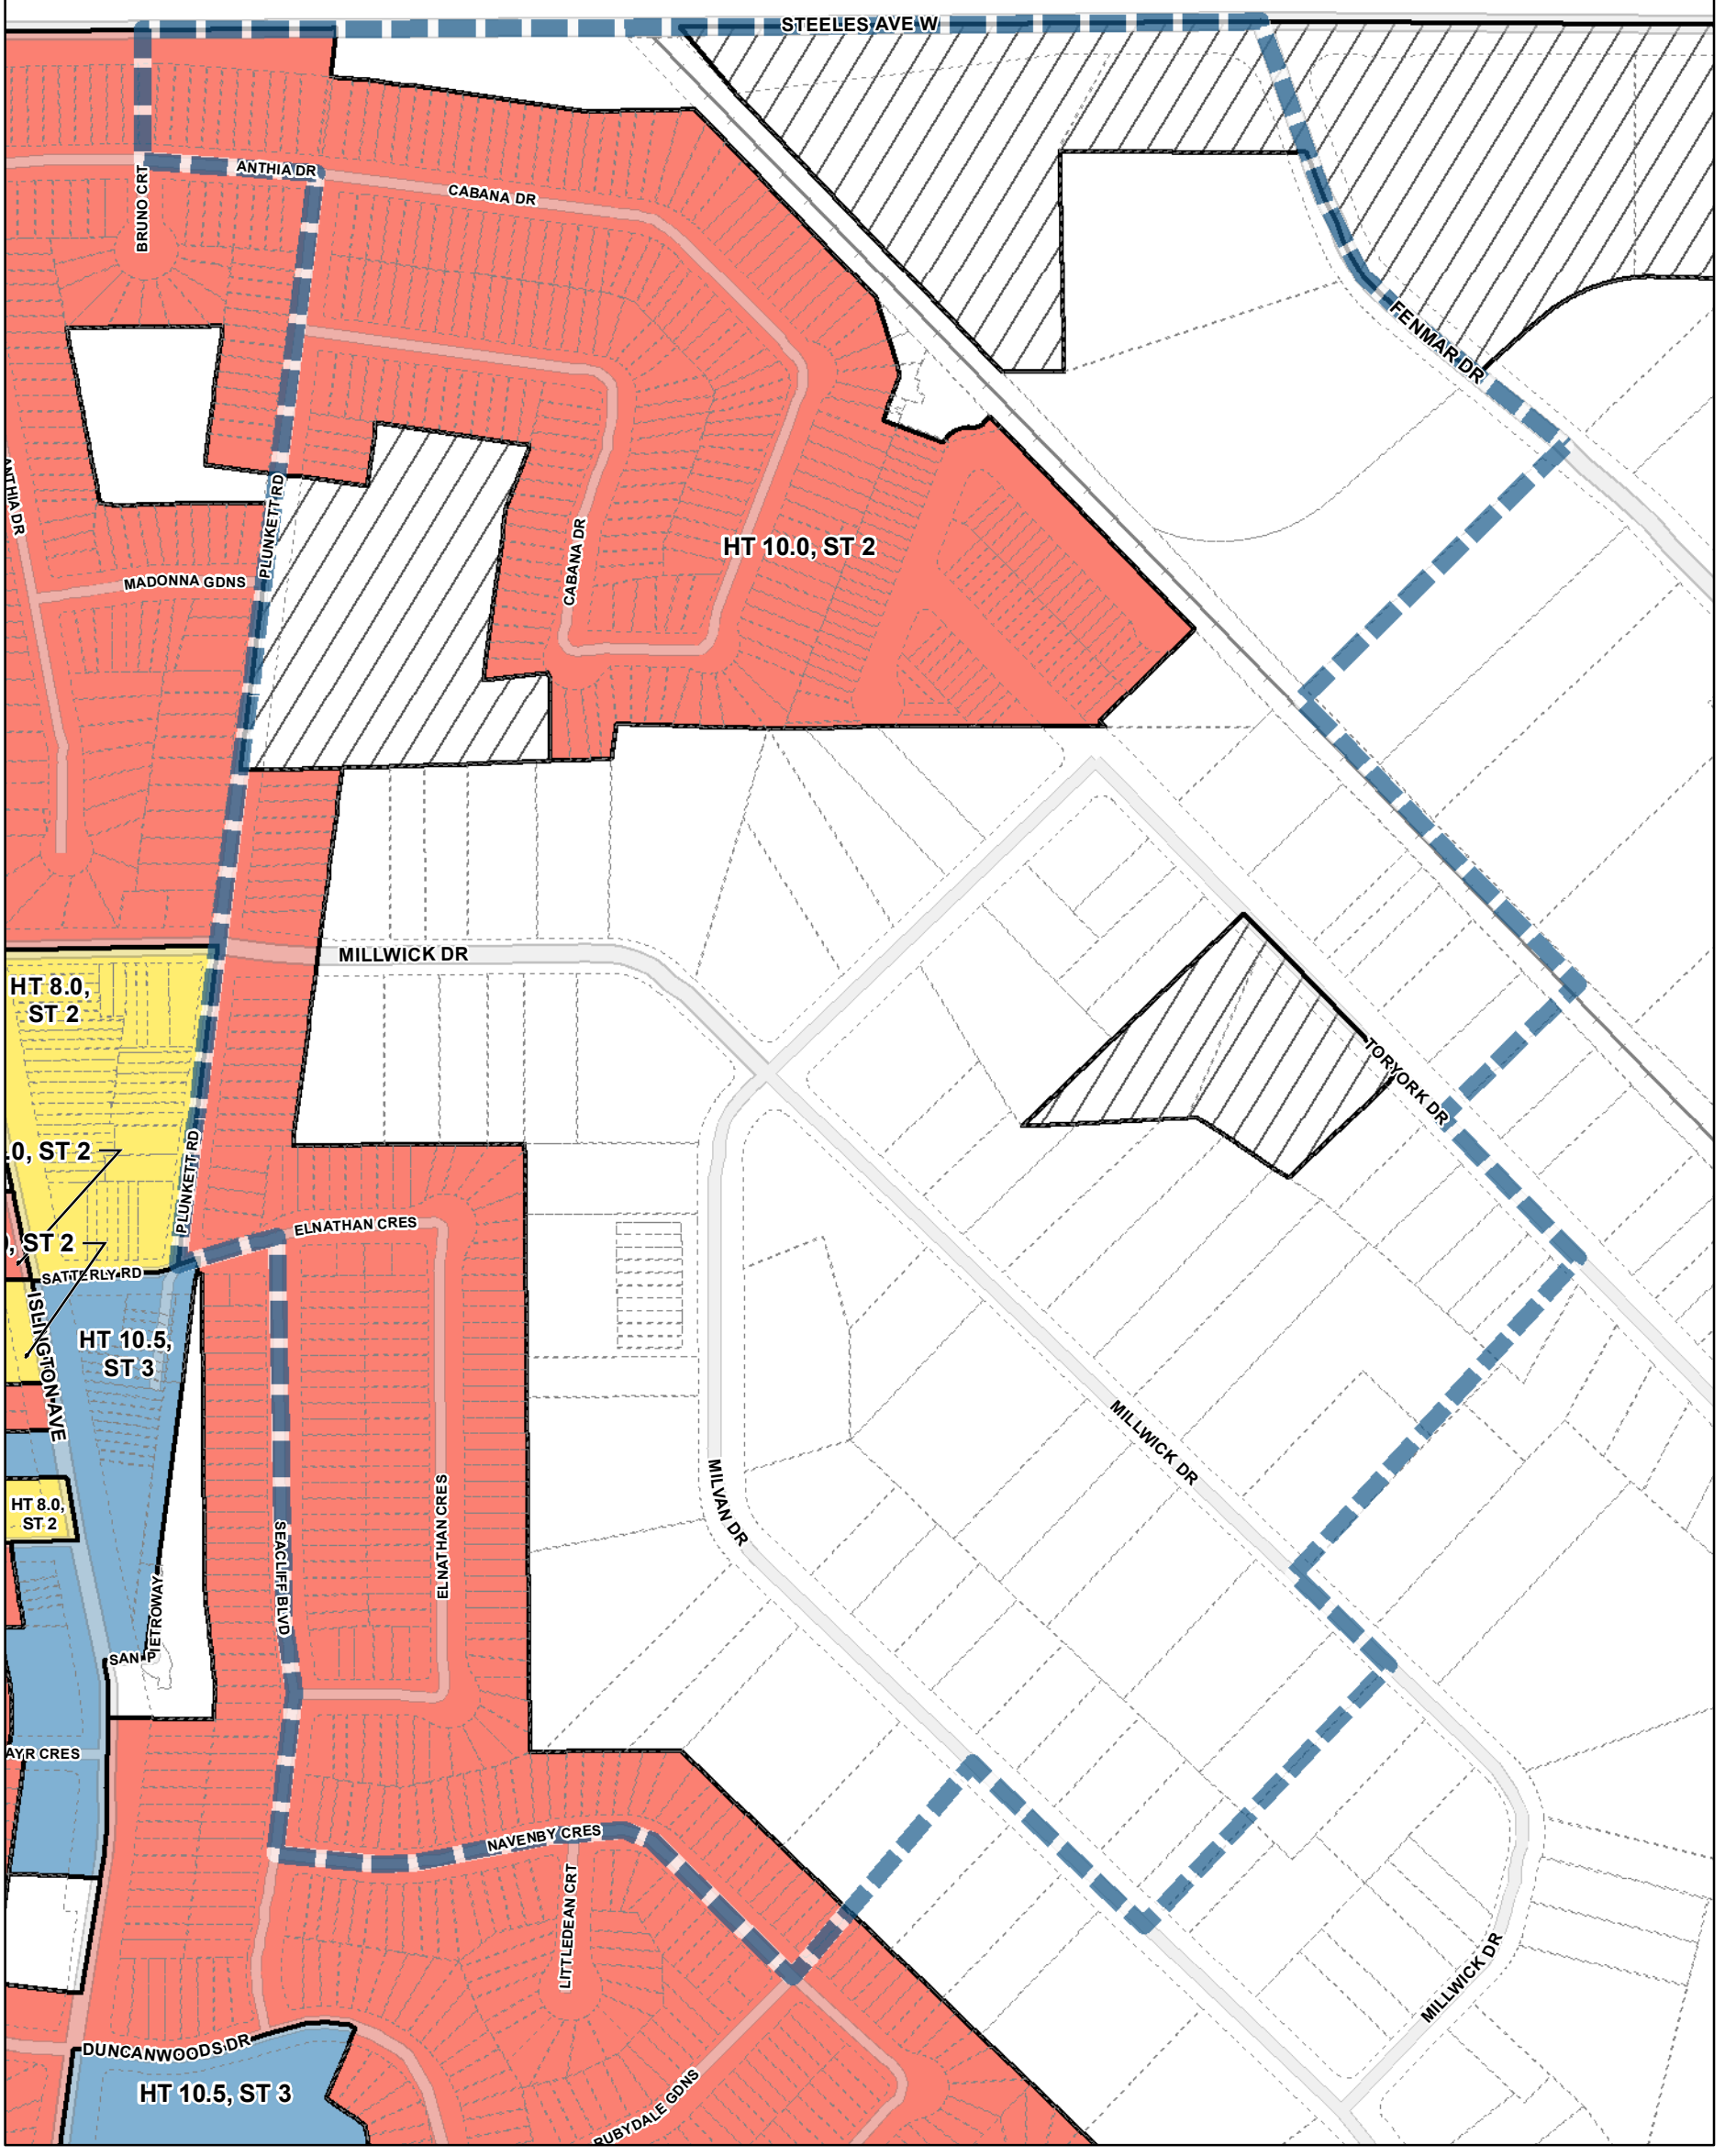 STEELES AVE W
ANTHIA DR
BRUNO CRT
CABANA DR
FENMAR DR
ANTHIA DR
PLUNKETT RD
CABANA DR
HT 10.0, ST 2
MADONNA GDNS
MILLWICK DR
HT 8.0,
ST 2
TORYORK DR
.0, ST 2
PLUNKETT RD
ELNATHAN CRES
, ST 2
SATTERLY RD
ISLINGTON AVE
HT 10.5,
ST 3
MILLWICK DR
MILVAN DR
ELNATHAN CRES
HT 8.0,
ST 2
SEACLIFF BLVD
SAN PIETROWAY
AYR CRES
NAVENBY CRES
LITTLEDEAN CRT
MILLWICK DR
DUNCANWOODS DR
HT 10.5, ST 3
RUBYDALE GDNS